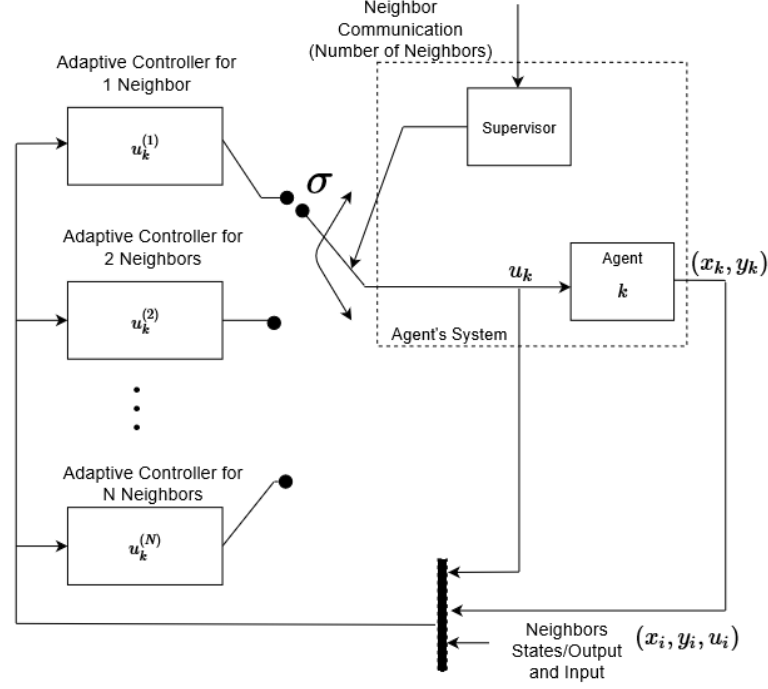 Neighbor
Communication
(Number of Neighbors)
Adaptive Controller for
1 Neighbor
u_k^{(1)}
Supervisor
σ
Adaptive Controller for
2 Neighbors
u_k^{(2)}
u_k
Agent
k
(x_k, y_k)
Agent's System
Adaptive Controller for
N Neighbors
u_k^{(N)}
Neighbors
States/Output
and Input
(x_i, y_i, u_i)